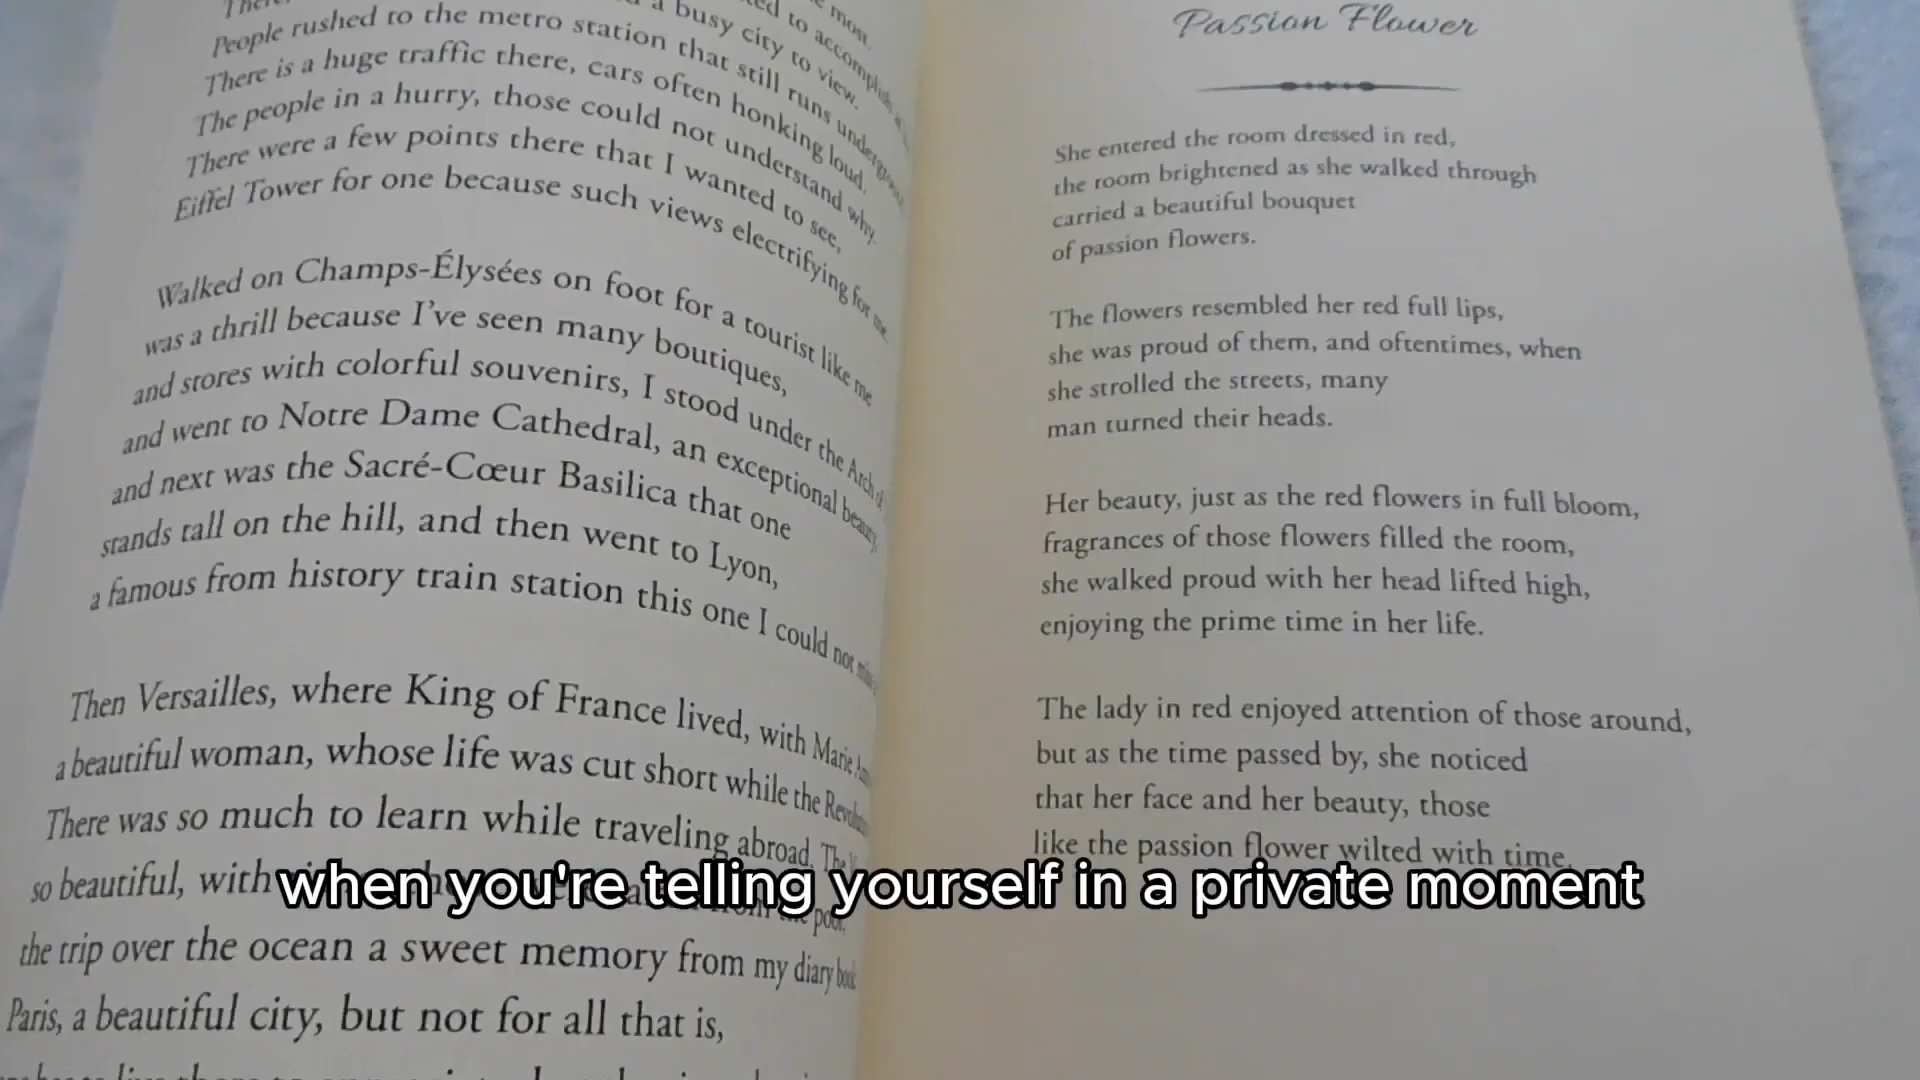 a busy city to view.
People rushed to the metro station that still runs underground
There is a huge traffic there, cars often honking loud.
The people in a hurry, those could not understand why.
There were a few points there that I wanted to see,
Eiffel Tower for one because such views electrifying for me.
Walked on Champs-Élysées on foot for a tourist like me
was a thrill because I've seen many boutiques,
and stores with colorful souvenirs, I stood under the Arch of
and went to Notre Dame Cathedral, an exceptional beauty,
and next was the Sacré-Cœur Basilica that one
stands tall on the hill, and then went to Lyon,
a famous from history train station this one I could not
Then Versailles, where King of France lived, with Marie
a beautiful woman, whose life was cut short while the
There was so much to learn while traveling abroad, The
so beautiful, with
the trip over the ocean a sweet memory from my diary book
Paris, a beautiful city, but not for all that is,
Passion Flower
She entered the room dressed in red,
the room brightened as she walked through
carried a beautiful bouquet
of passion flowers.
The flowers resembled her red full lips,
she was proud of them, and oftentimes, when
she strolled the streets, many
man turned their heads.
Her beauty, just as the red flowers in full bloom,
fragrances of those flowers filled the room,
she walked proud with her head lifted high,
enjoying the prime time in her life.
The lady in red enjoyed attention of those around,
but as the time passed by, she noticed
that her face and her beauty, those
like the passion flower wilted with time.
when you're telling yourself in a private moment